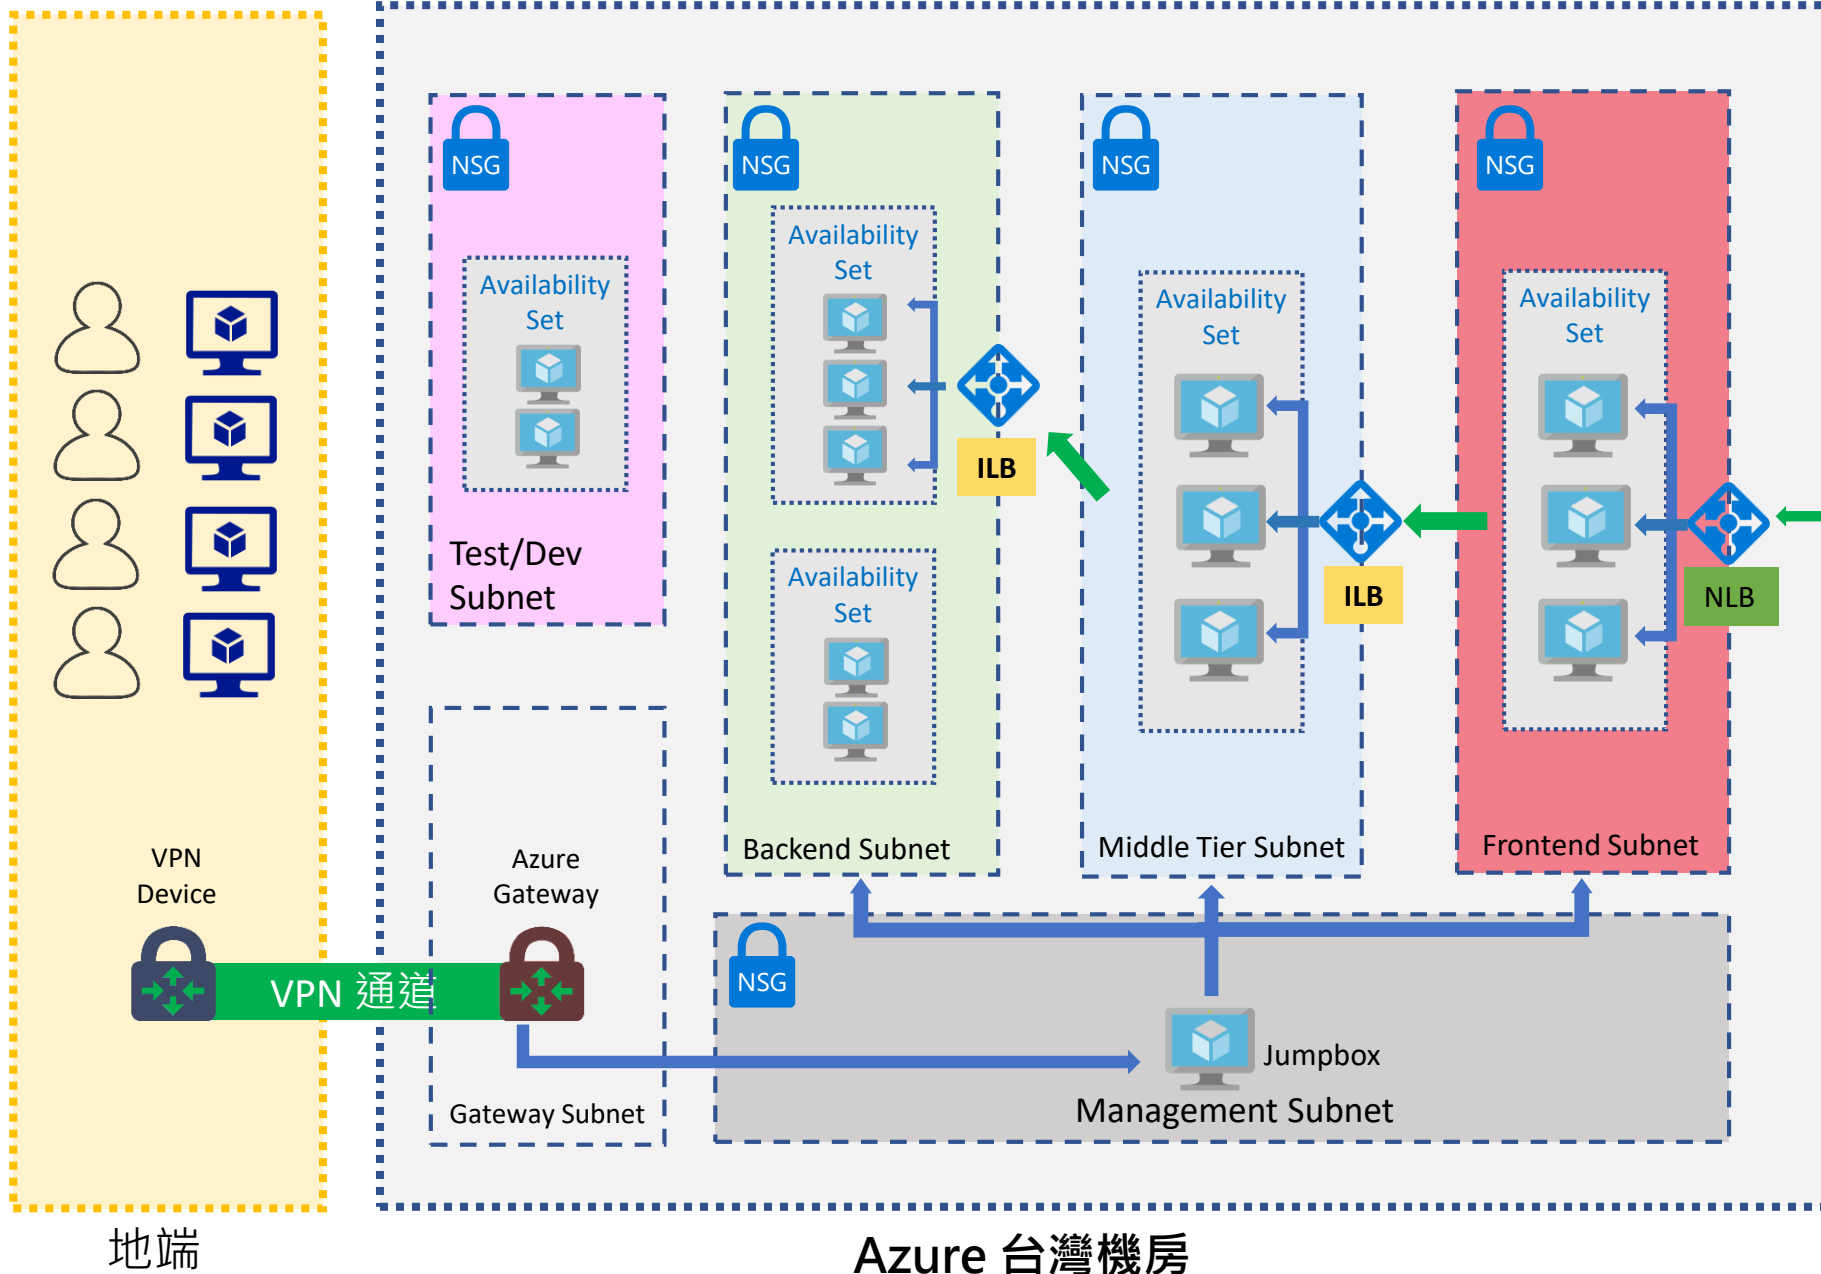 NSG
NSG
NSG
NSG
Availability
Set
Test/Dev
Subnet
Availability
Set
ILB
Availability
Set
Backend Subnet
Availability
Set
ILB
Middle Tier Subnet
Availability
Set
NLB
Frontend Subnet
VPN
Device
VPN 通道
Azure
Gateway
Gateway Subnet
NSG
Jumpbox
Management Subnet
地端
Azure 台灣機房